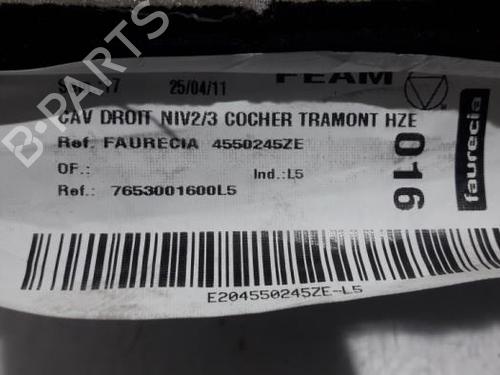 25/04/11
FEAM
CAV DROIT NIV2/3 COCHER TRAMONT HZE
Ref. FAURECIA 4550245ZE
OF.:
Ind.:L5
Ref.: 7653001600L5
016
faurecia
E204550245ZE-L5
B-PARTS